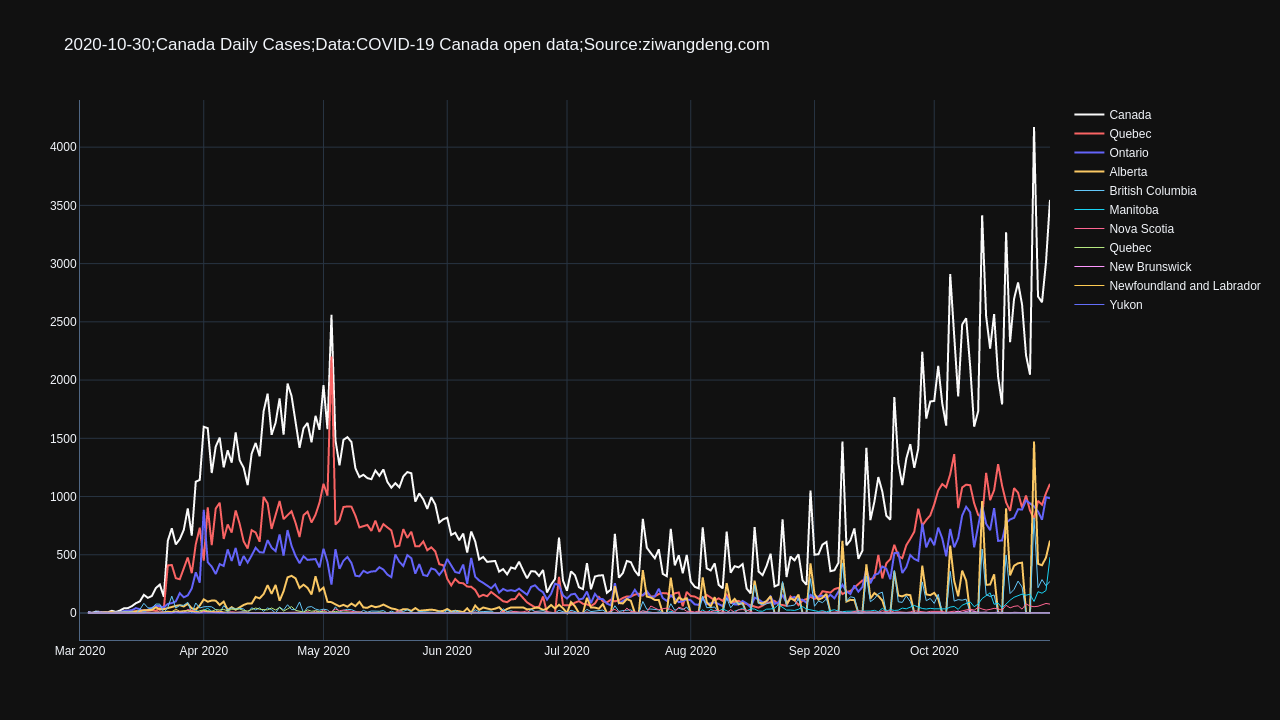 2020-10-30;Canada Daily Cases;Data:COVID-19 Canada open data;Source:ziwangdeng.com
4000
3500
3000
2500
2000
1500
1000
500
0
Mar 2020 Apr 2020 May 2020 Jun 2020 Jul 2020 Aug 2020 Sep 2020 Oct 2020
Canada
Quebec
Ontario
Alberta
British Columbia
Manitoba
Nova Scotia
Quebec
New Brunswick
Newfoundland and Labrador
Yukon